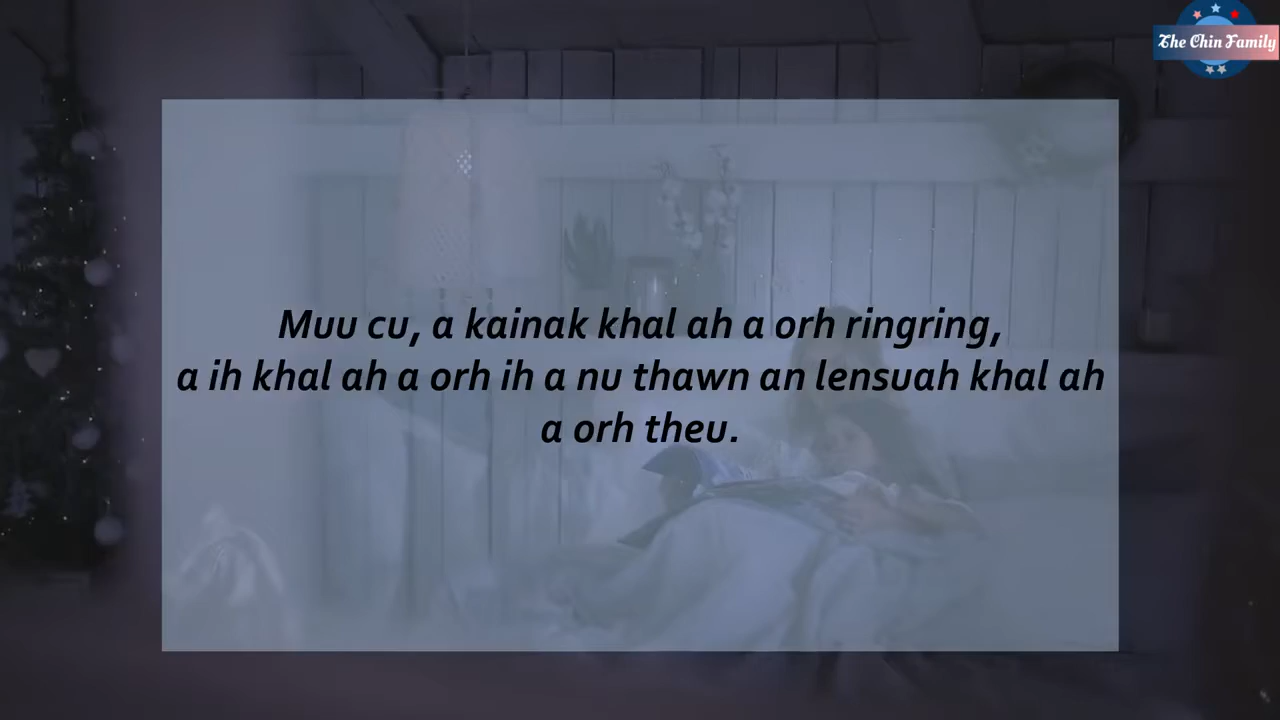 The Chin Family
Muu cu, a kainak khal ah a orh ringring,
a ih khal ah a orh ih a nu thawn an lensuah khal ah
a orh theu.